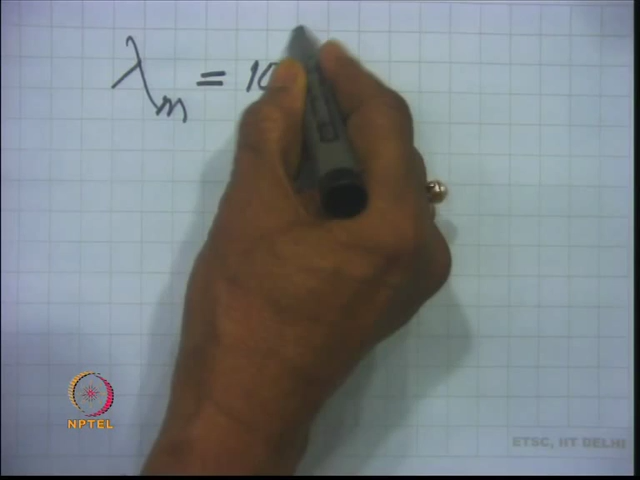 λm = 10
NPTEL
ETSC, IIT DELHI